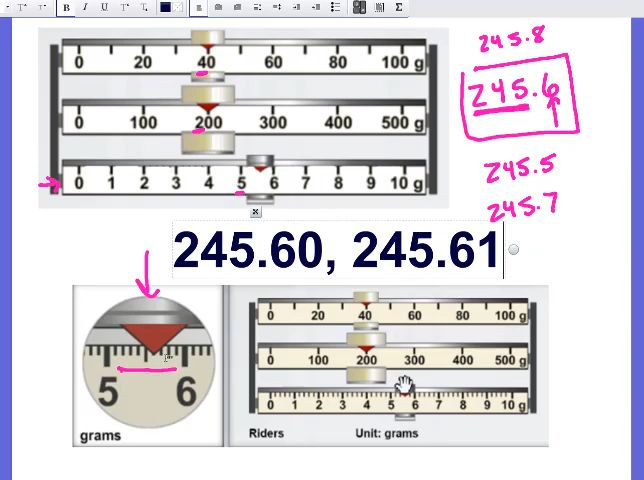 B I U T T Σ
0 20 40 60 80 100 g
0 100 200 300 400 500 g
0 1 2 3 4 5 6 7 8 9 10 g
245.8
245.6
245.5
245.7
245.60, 245.61
5 6
grams
0 20 40 60 80 100 g
0 100 200 300 400 500 g
0 1 2 3 4 5 6 7 8 9 10 g
Riders Unit: grams